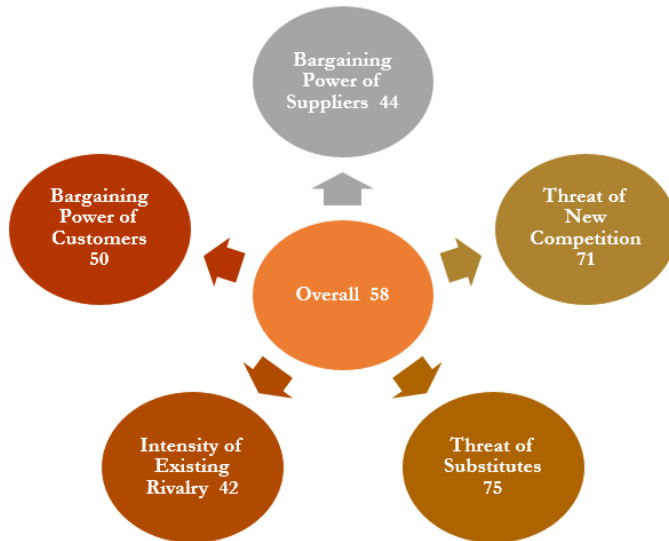 Bargaining
Power of
Suppliers 44
Bargaining
Power of
Customers
50
Threat of
New
Competition
71
Overall 58
Intensity of
Existing
Rivalry 42
Threat of
Substitutes
75